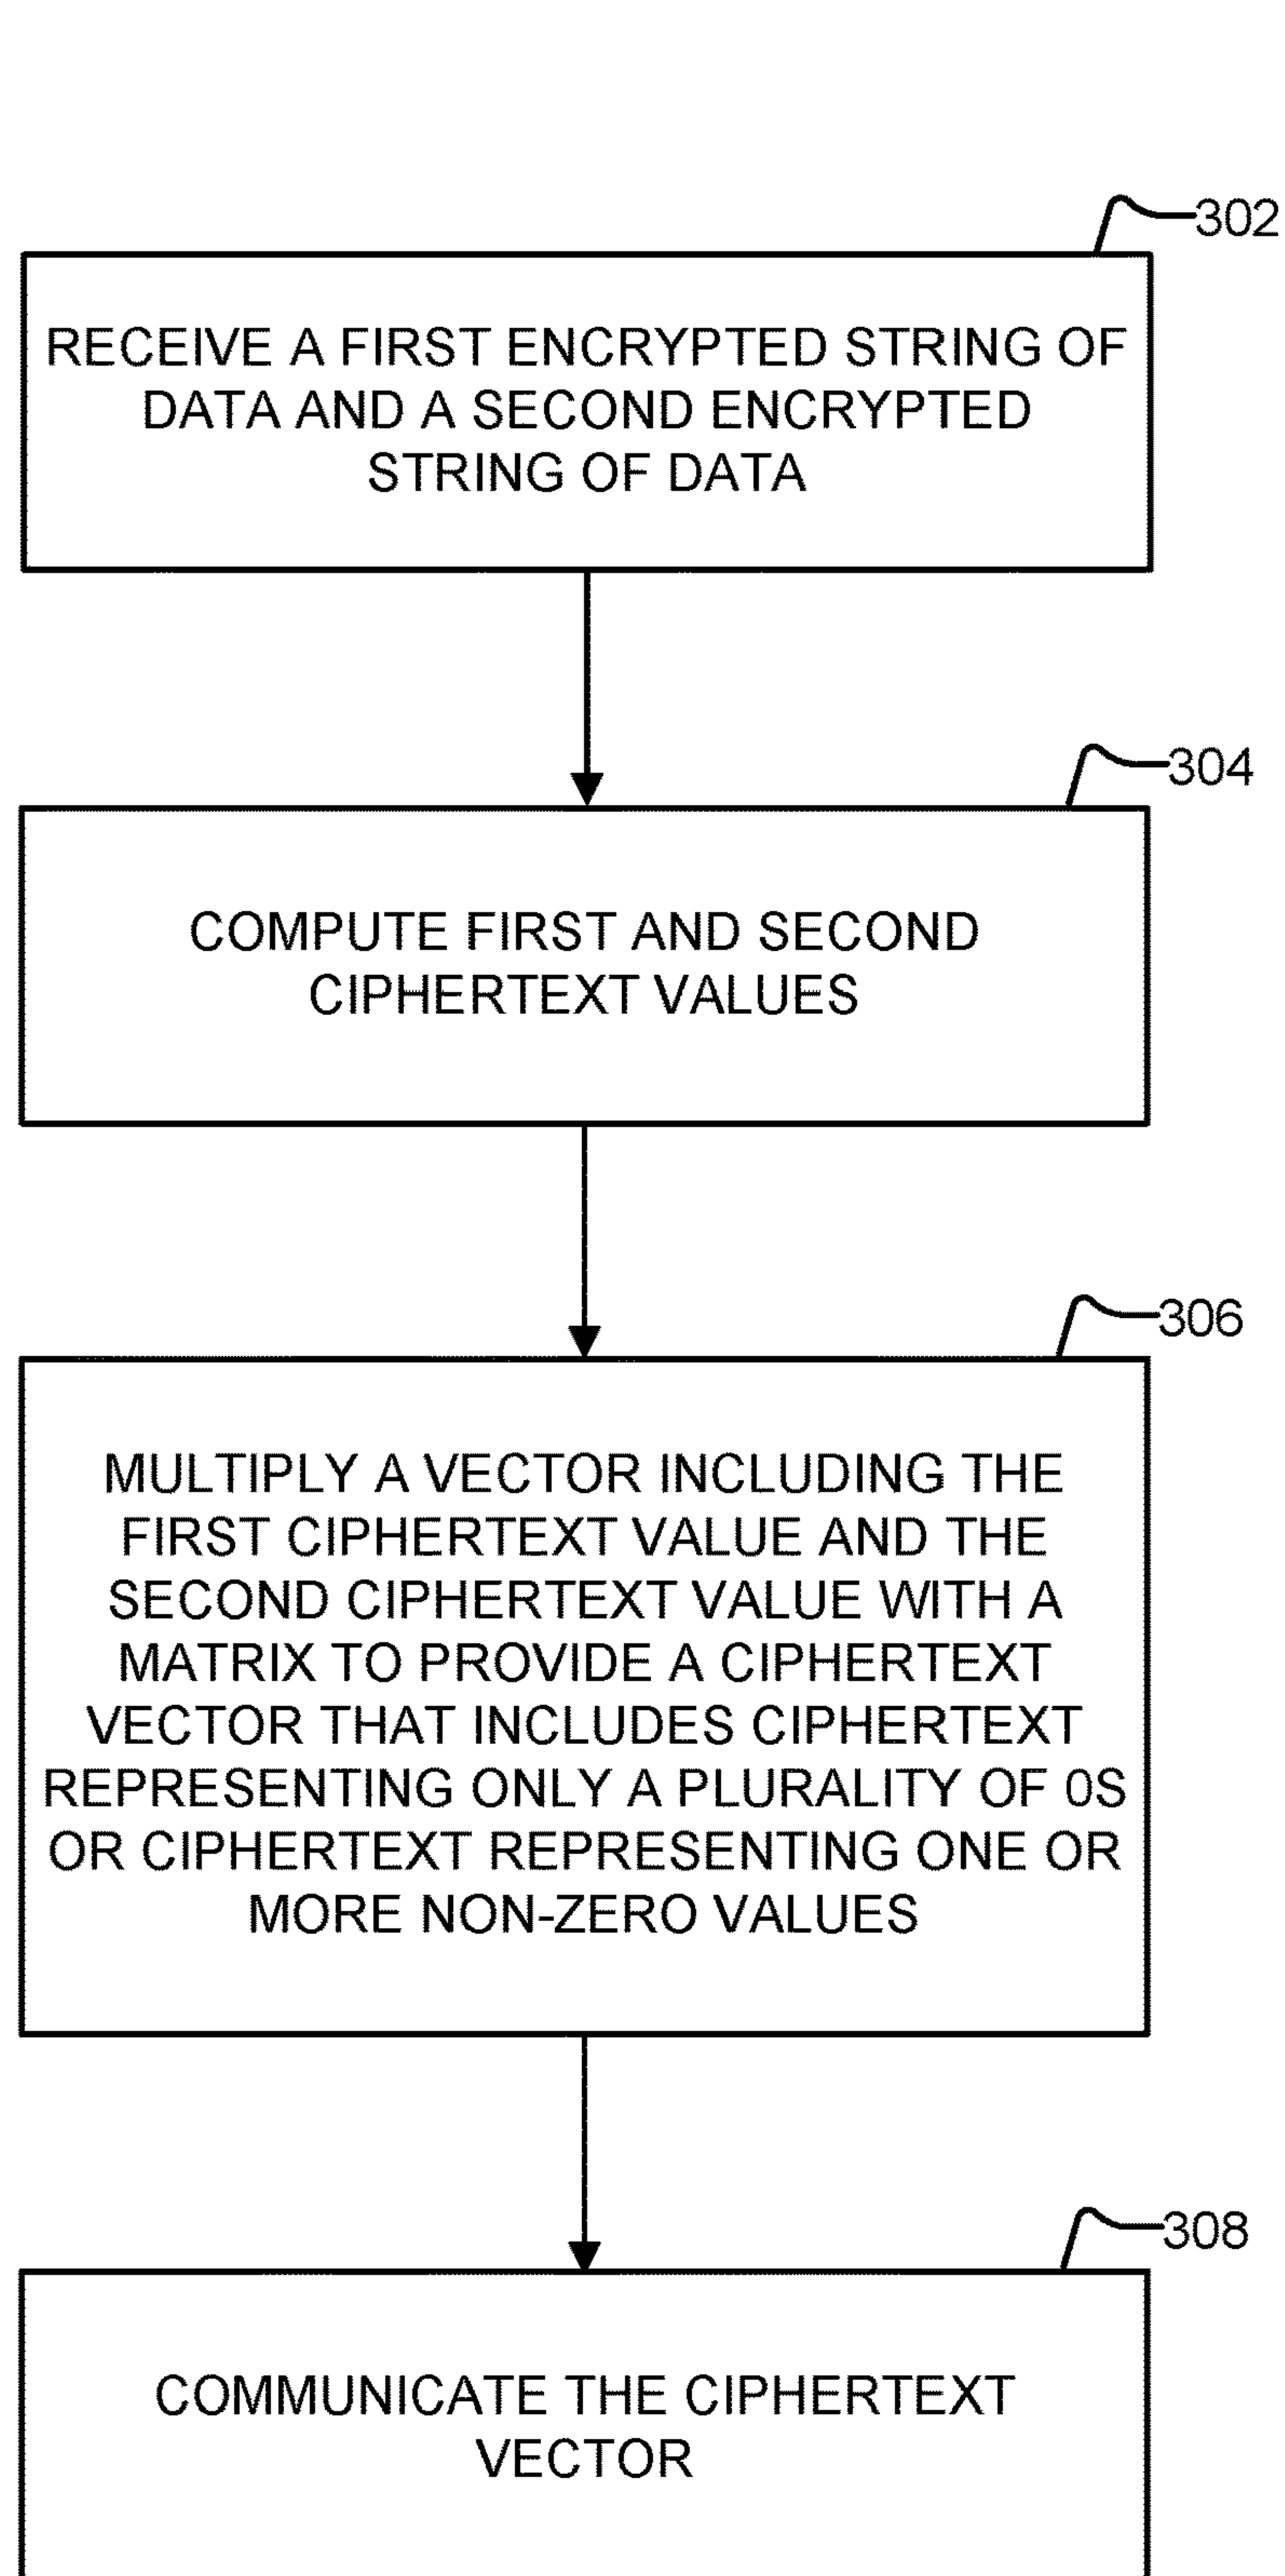 302
RECEIVE A FIRST ENCRYPTED STRING OF
DATA AND A SECOND ENCRYPTED
STRING OF DATA
304
COMPUTE FIRST AND SECOND
CIPHERTEXT VALUES
306
MULTIPLY A VECTOR INCLUDING THE
FIRST CIPHERTEXT VALUE AND THE
SECOND CIPHERTEXT VALUE WITH A
MATRIX TO PROVIDE A CIPHERTEXT
VECTOR THAT INCLUDES CIPHERTEXT
REPRESENTING ONLY A PLURALITY OF 0S
OR CIPHERTEXT REPRESENTING ONE OR
MORE NON-ZERO VALUES
308
COMMUNICATE THE CIPHERTEXT
VECTOR